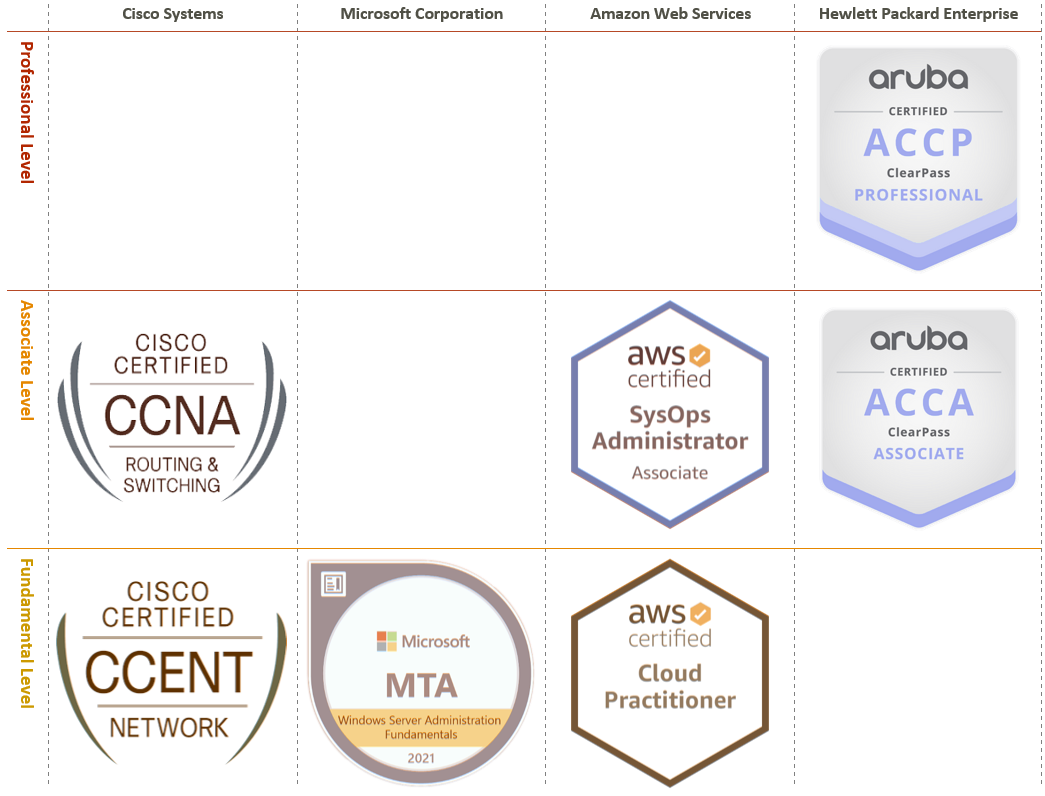 Cisco Systems
Microsoft Corporation
Amazon Web Services
Hewlett Packard Enterprise
Professional Level
aruba
CERTIFIED
ACCP
ClearPass
PROFESSIONAL
Associate Level
CISCO
CERTIFIED
CCNA
ROUTING &
SWITCHING
aws
certified
SysOps
Administrator
Associate
aruba
CERTIFIED
ACCA
ClearPass
ASSOCIATE
Fundamental Level
CISCO
CERTIFIED
CCENT
NETWORK
Microsoft
MTA
Windows Server Administration
Fundamentals
2021
aws
certified
Cloud
Practitioner